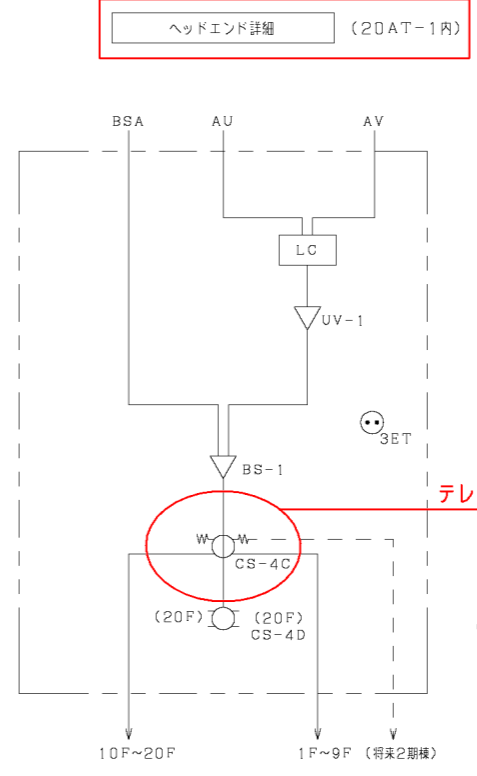 ヘッドエンド詳細 (20AT-1内)
BSA AU AV
LC
UV-1
3ET
BS-1
テレ
CS-4C
(20F) (20F)
CS-4D
10F~20F 1F~9F (将来2期棟)